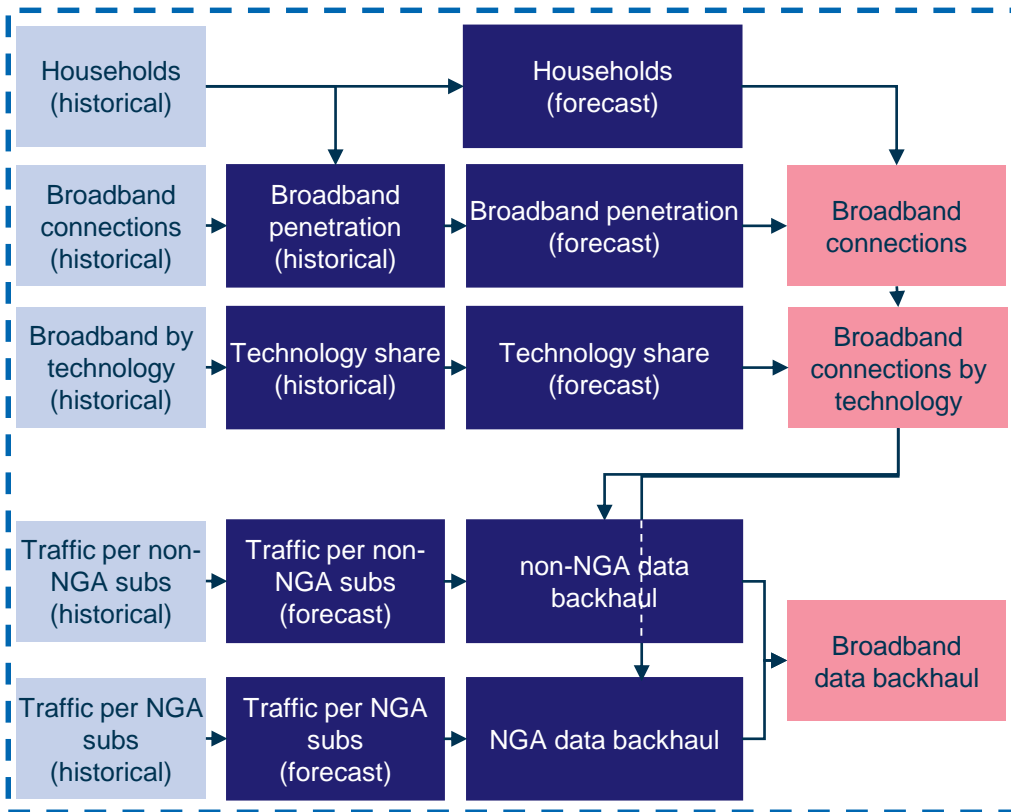 Households
(historical)
Households
(forecast)
Broadband
connections
(historical)
Broadband
penetration
(historical)
Broadband penetration
(forecast)
Broadband
connections
Broadband by
technology
(historical)
Technology share
(historical)
Technology share
(forecast)
Broadband
connections by
technology
Traffic per non-
NGA subs
(historical)
Traffic per non-
NGA subs
(forecast)
non-NGA data
backhaul
Broadband
data backhaul
Traffic per NGA
subs
(historical)
Traffic per NGA
subs
(forecast)
NGA data backhaul